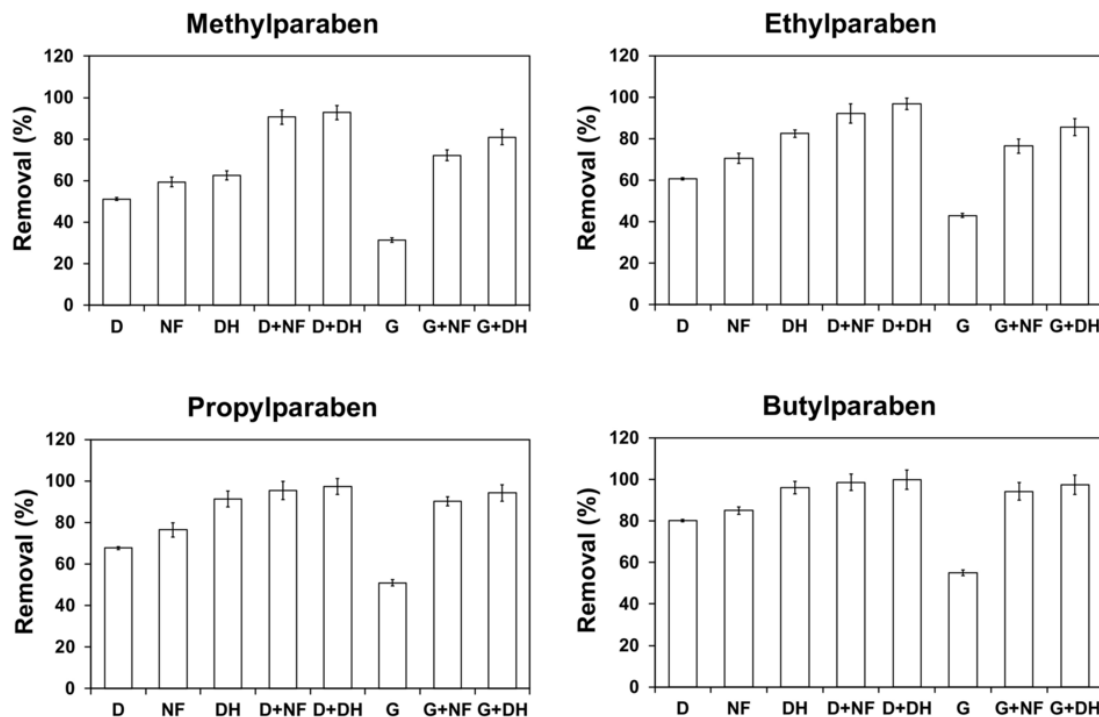 Methylparaben
Removal (%)
120
100
80
60
40
20
0
D NF DH D+NF D+DH G G+NF G+DH
Ethylparaben
Removal (%)
120
100
80
60
40
20
0
D NF DH D+NF D+DH G G+NF G+DH
Propylparaben
Removal (%)
120
100
80
60
40
20
0
D NF DH D+NF D+DH G G+NF G+DH
Butylparaben
Removal (%)
120
100
80
60
40
20
0
D NF DH D+NF D+DH G G+NF G+DH